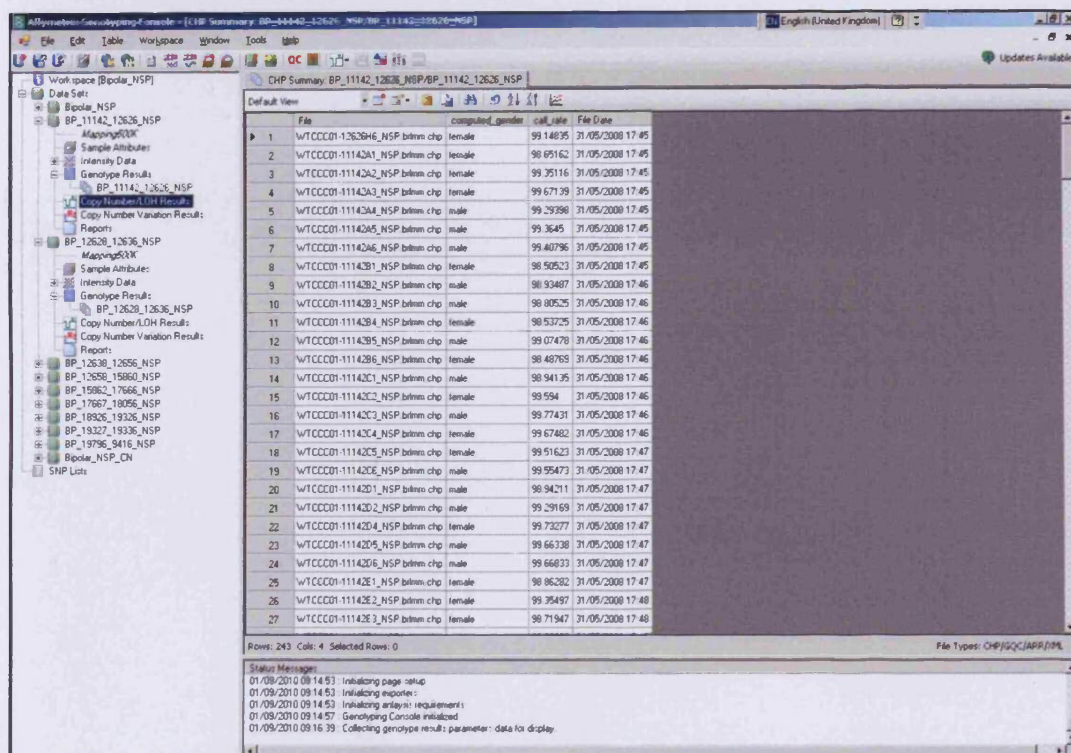 Affymetrix Genotyping Console - [CHP Summary: BP_11142_12626_NSP/BP_11142_12626_NSP]
English (United Kingdom)
File Edit Table Workspace Window Tools Help
QC
Updates Available
Workspace [Bipolar_NSP]
Data Sets
Bipolar_NSP
BP_11142_12626_NSP
Mapping500K
Sample Attributes
Intensity Data
Genotype Results
BP_11142_12626_NSP
Copy Number/LOH Results
Copy Number Variation Results
Reports
BP_12628_12636_NSP
Mapping500K
Sample Attributes
Intensity Data
Genotype Results
BP_12628_12636_NSP
Copy Number/LOH Results
Copy Number Variation Results
Reports
BP_12638_12656_NSP
BP_12658_15860_NSP
BP_15862_17666_NSP
BP_17667_18056_NSP
BP_18926_19326_NSP
BP_19327_19336_NSP
BP_19796_9416_NSP
Bipolar_NSP_CN
SNP Lists
CHP Summary: BP_11142_12626_NSP/BP_11142_12626_NSP
Default View
File computed_gender call_rate File Date
1 WTCCC01-12626H6_NSP.brlmm.chp female 99.14835 31/05/2008 17:45
2 WTCCC01-11142A1_NSP.brlmm.chp female 98.65162 31/05/2008 17:45
3 WTCCC01-11142A2_NSP.brlmm.chp female 99.35116 31/05/2008 17:45
4 WTCCC01-11142A3_NSP.brlmm.chp female 99.67139 31/05/2008 17:45
5 WTCCC01-11142A4_NSP.brlmm.chp male 99.29398 31/05/2008 17:45
6 WTCCC01-11142A5_NSP.brlmm.chp male 99.3645 31/05/2008 17:45
7 WTCCC01-11142A6_NSP.brlmm.chp male 99.40796 31/05/2008 17:45
8 WTCCC01-11142B1_NSP.brlmm.chp female 98.50523 31/05/2008 17:45
9 WTCCC01-11142B2_NSP.brlmm.chp male 98.93487 31/05/2008 17:46
10 WTCCC01-11142B3_NSP.brlmm.chp male 98.80525 31/05/2008 17:46
11 WTCCC01-11142B4_NSP.brlmm.chp female 98.53725 31/05/2008 17:46
12 WTCCC01-11142B5_NSP.brlmm.chp male 99.07478 31/05/2008 17:46
13 WTCCC01-11142B6_NSP.brlmm.chp female 98.48769 31/05/2008 17:46
14 WTCCC01-11142C1_NSP.brlmm.chp male 98.94135 31/05/2008 17:46
15 WTCCC01-11142C2_NSP.brlmm.chp female 99.594 31/05/2008 17:46
16 WTCCC01-11142C3_NSP.brlmm.chp male 99.77431 31/05/2008 17:46
17 WTCCC01-11142C4_NSP.brlmm.chp female 99.67482 31/05/2008 17:46
18 WTCCC01-11142C5_NSP.brlmm.chp female 99.51623 31/05/2008 17:47
19 WTCCC01-11142C6_NSP.brlmm.chp male 99.55473 31/05/2008 17:47
20 WTCCC01-11142D1_NSP.brlmm.chp male 98.94211 31/05/2008 17:47
21 WTCCC01-11142D2_NSP.brlmm.chp male 99.29169 31/05/2008 17:47
22 WTCCC01-11142D4_NSP.brlmm.chp female 99.73277 31/05/2008 17:47
23 WTCCC01-11142D5_NSP.brlmm.chp male 99.66338 31/05/2008 17:47
24 WTCCC01-11142D6_NSP.brlmm.chp male 99.66833 31/05/2008 17:47
25 WTCCC01-11142E1_NSP.brlmm.chp female 98.86282 31/05/2008 17:47
26 WTCCC01-11142E2_NSP.brlmm.chp female 99.35497 31/05/2008 17:48
27 WTCCC01-11142E3_NSP.brlmm.chp female 98.71947 31/05/2008 17:48
Rows: 243 Cols: 4 Selected Rows: 0
File Types: CHP/GQC/ARR/XML
Status Messages
01/09/2010 09:14:53 : Initializing page setup
01/09/2010 09:14:53 : Initializing exporters
01/09/2010 09:14:53 : Initializing anlaysis requirements
01/09/2010 09:14:57 : Genotyping Console initialized
01/09/2010 09:16:39 : Collecting genotype results parameters data for display